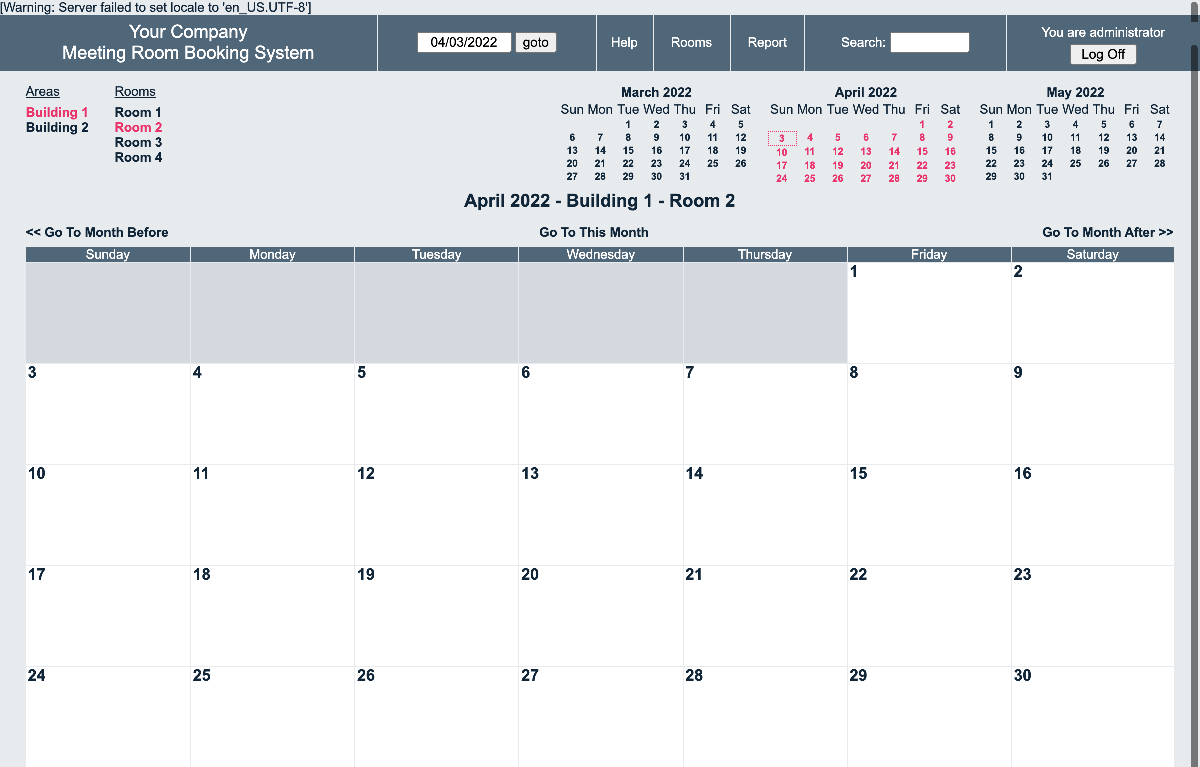 [Warning: Server failed to set locale to 'en_US.UTF-8']
Your Company
Meeting Room Booking System
04/03/2022 goto
Help
Rooms
Report
Search:
You are administrator
Log Off
Areas
Building 1
Building 2
Rooms
Room 1
Room 2
Room 3
Room 4
March 2022
Sun Mon Tue Wed Thu Fri Sat
1 2 3 4 5
6 7 8 9 10 11 12
13 14 15 16 17 18 19
20 21 22 23 24 25 26
27 28 29 30 31
April 2022
Sun Mon Tue Wed Thu Fri Sat
1 2
3 4 5 6 7 8 9
10 11 12 13 14 15 16
17 18 19 20 21 22 23
24 25 26 27 28 29 30
May 2022
Sun Mon Tue Wed Thu Fri Sat
1 2 3 4 5 6 7
8 9 10 11 12 13 14
15 16 17 18 19 20 21
22 23 24 25 26 27 28
29 30 31
April 2022 - Building 1 - Room 2
<< Go To Month Before Go To This Month Go To Month After >>
Sunday Monday Tuesday Wednesday Thursday Friday Saturday
1 2
3 4 5 6 7 8 9
10 11 12 13 14 15 16
17 18 19 20 21 22 23
24 25 26 27 28 29 30